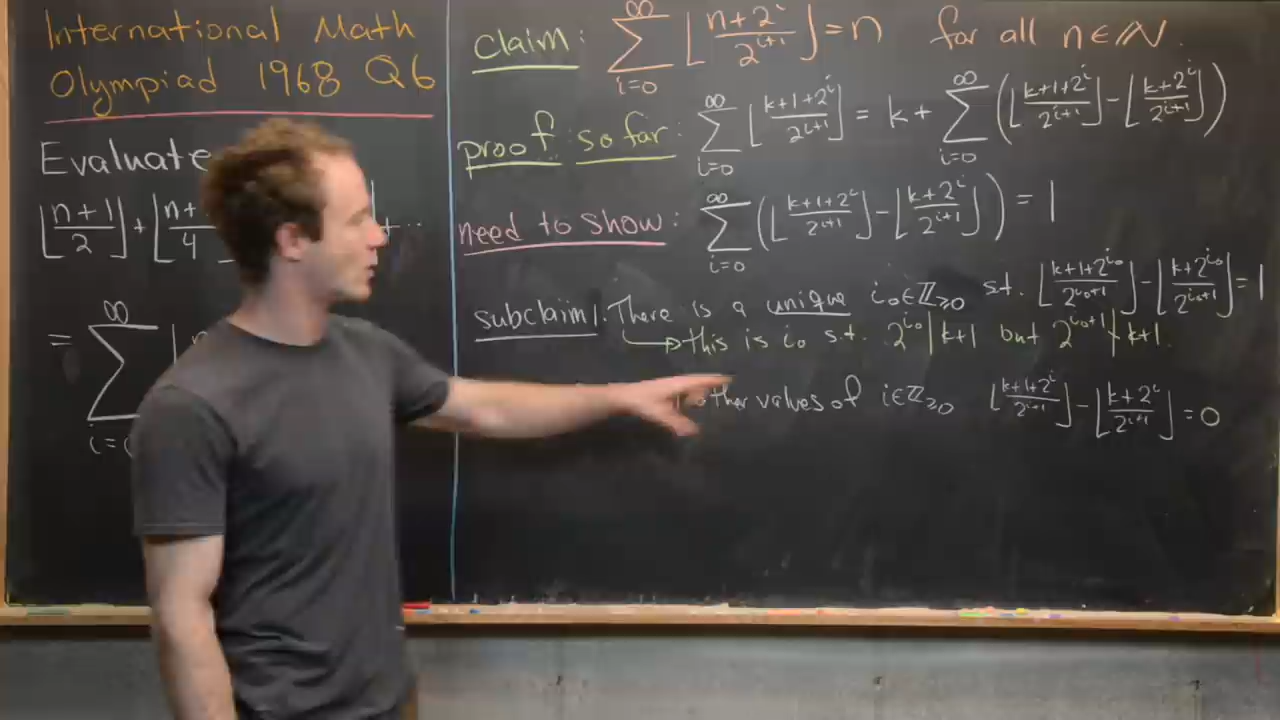 International Math
Olympiad 1968 Q6
Evaluate
⌊(n+1)/2⌋ + ⌊(n+ /4 + ...
= ∞ ∑ i=
claim: ∞ ∑ i=0 ⌊(n+2^i)/2^(i+1)⌋ = n for all n∈ℕ.
proof so far: ∞ ∑ i=0 ⌊(k+1+2^i)/2^(i+1)⌋ = k + ∞ ∑ i=0 (⌊(k+1+2^i)/2^(i+1)⌋ - ⌊(k+2^i)/2^(i+1)⌋)
need to show: ∞ ∑ i=0 (⌊(k+1+2^i)/2^(i+1)⌋ - ⌊(k+2^i)/2^(i+1)⌋) = 1
subclaim 1. There is a unique i₀∈ℤ≥0 s.t. ⌊(k+1+2^i₀)/2^(i₀+1)⌋ - ⌊(k+2^i₀)/2^(i₀+1)⌋ = 1
↳ this is i₀ s.t. 2^i₀ | k+1 but 2^(i₀+1) ∤ k+1.
other values of i∈ℤ≥0 ⌊(k+1+2^i)/2^(i+1)⌋ - ⌊(k+2^i)/2^(i+1)⌋ = 0